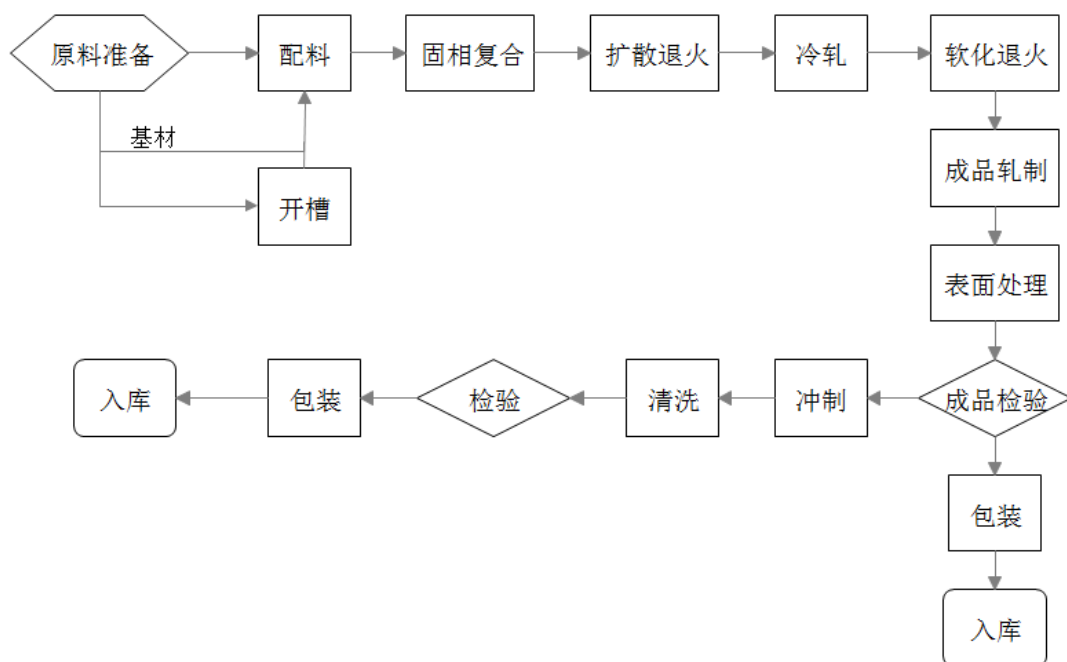 原料准备
配料
固相复合
扩散退火
冷轧
软化退火
基材
开槽
成品轧制
表面处理
成品检验
冲制
清洗
检验
包装
入库
包装
入库